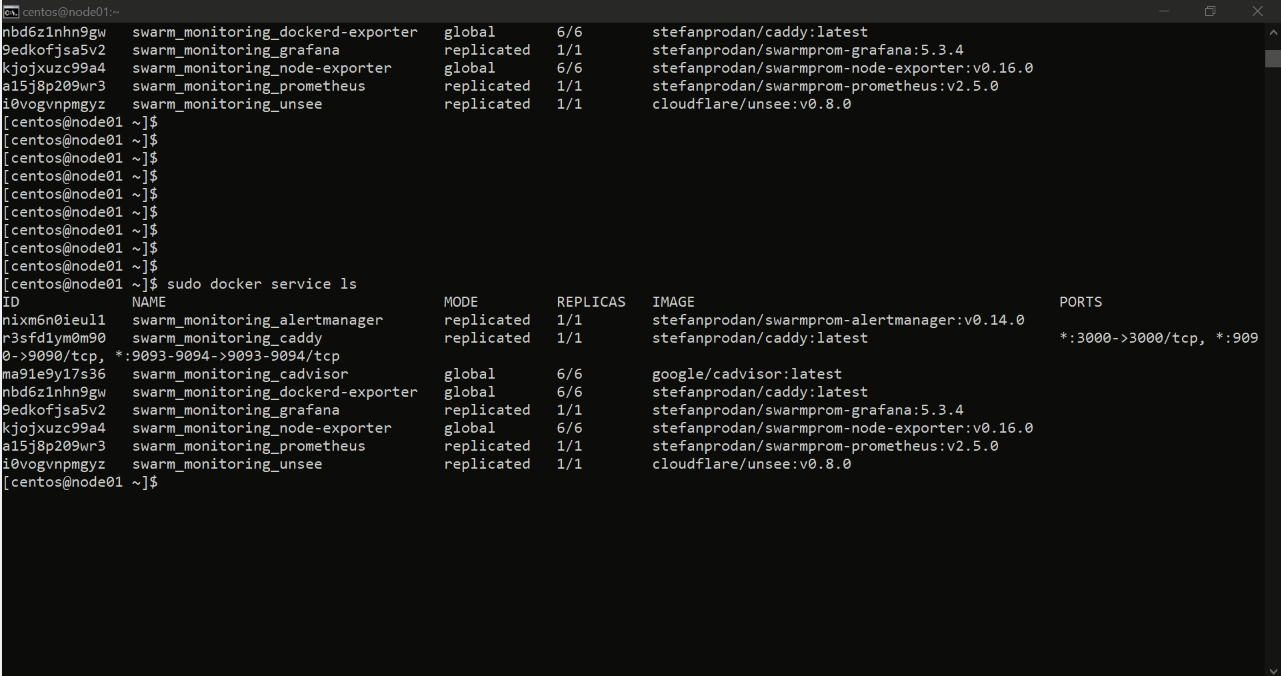 centos@node01:~
nbd6z1nhn9gw   swarm_monitoring_dockerd-exporter   global       6/6        stefanprodan/caddy:latest
9edkofjsa5v2   swarm_monitoring_grafana            replicated   1/1        stefanprodan/swarmprom-grafana:5.3.4
kjojxuzc99a4   swarm_monitoring_node-exporter      global       6/6        stefanprodan/swarmprom-node-exporter:v0.16.0
a15j8p209wr3   swarm_monitoring_prometheus         replicated   1/1        stefanprodan/swarmprom-prometheus:v2.5.0
i0vogvnpmgyz   swarm_monitoring_unsee              replicated   1/1        cloudflare/unsee:v0.8.0
[centos@node01 ~]$
[centos@node01 ~]$
[centos@node01 ~]$
[centos@node01 ~]$
[centos@node01 ~]$
[centos@node01 ~]$
[centos@node01 ~]$
[centos@node01 ~]$
[centos@node01 ~]$
[centos@node01 ~]$ sudo docker service ls
ID             NAME                                MODE         REPLICAS   IMAGE                                          PORTS
nixm6n0ieul1   swarm_monitoring_alertmanager       replicated   1/1        stefanprodan/swarmprom-alertmanager:v0.14.0
r3sfd1ym0m90   swarm_monitoring_caddy              replicated   1/1        stefanprodan/caddy:latest                      *:3000->3000/tcp, *:909
0->9090/tcp, *:9093-9094->9093-9094/tcp
ma91e9y17s36   swarm_monitoring_cadvisor           global       6/6        google/cadvisor:latest
nbd6z1nhn9gw   swarm_monitoring_dockerd-exporter   global       6/6        stefanprodan/caddy:latest
9edkofjsa5v2   swarm_monitoring_grafana            replicated   1/1        stefanprodan/swarmprom-grafana:5.3.4
kjojxuzc99a4   swarm_monitoring_node-exporter      global       6/6        stefanprodan/swarmprom-node-exporter:v0.16.0
a15j8p209wr3   swarm_monitoring_prometheus         replicated   1/1        stefanprodan/swarmprom-prometheus:v2.5.0
i0vogvnpmgyz   swarm_monitoring_unsee              replicated   1/1        cloudflare/unsee:v0.8.0
[centos@node01 ~]$